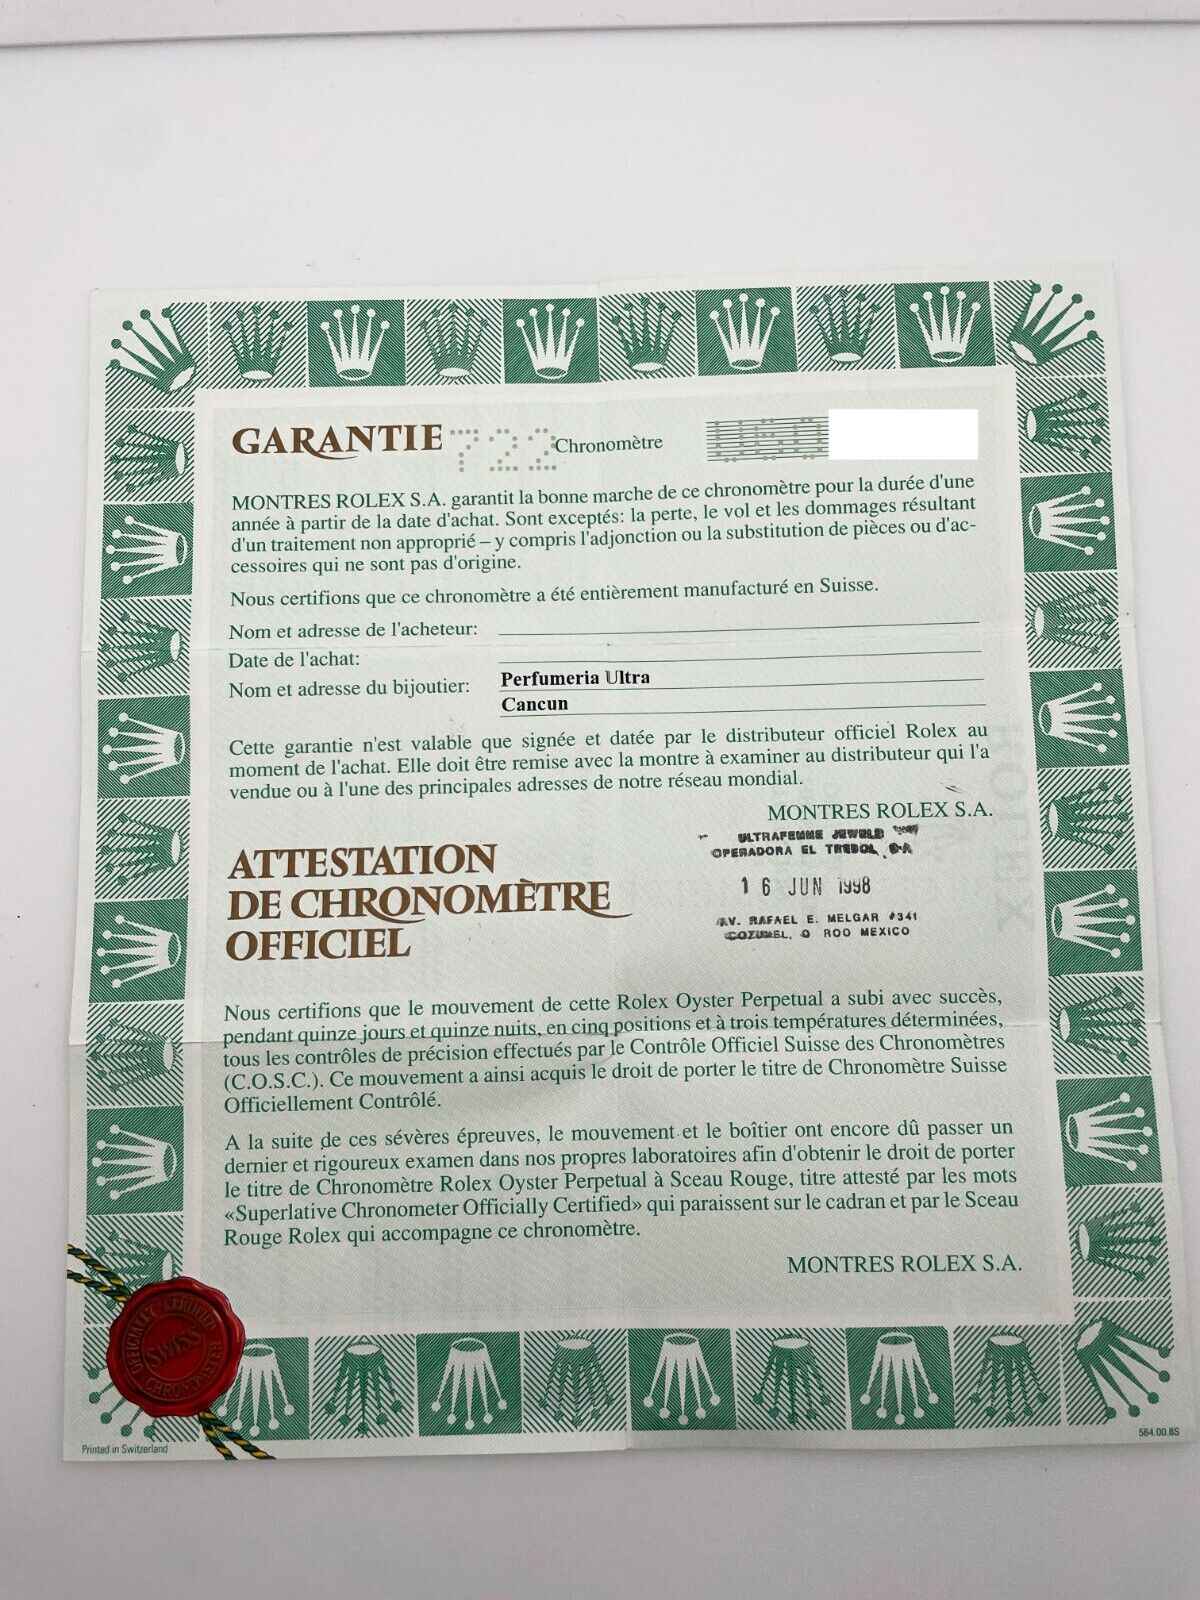 GARANTIE 722 Chronomètre
MONTRES ROLEX S.A. garantit la bonne marche de ce chronomètre pour la durée d'une
année à partir de la date d'achat. Sont exceptés: la perte, le vol et les dommages résultant
d'un traitement non approprié – y compris l'adjonction ou la substitution de pièces ou d'ac-
cessoires qui ne sont pas d'origine.
Nous certifions que ce chronomètre a été entièrement manufacturé en Suisse.
Nom et adresse de l'acheteur:
Date de l'achat:
Nom et adresse du bijoutier: Perfumeria Ultra
Cancun
Cette garantie n'est valable que signée et datée par le distributeur officiel Rolex au
moment de l'achat. Elle doit être remise avec la montre à examiner au distributeur qui l'a
vendue ou à l'une des principales adresses de notre réseau mondial.
MONTRES ROLEX S.A.
ULTRAFEMME JEWELS
OPERADORA EL TREBOL S.A
16 JUN 1998
AV. RAFAEL E. MELGAR #341
COZUMEL, Q ROO MEXICO
ATTESTATION
DE CHRONOMÈTRE
OFFICIEL
Nous certifions que le mouvement de cette Rolex Oyster Perpetual a subi avec succès,
pendant quinze jours et quinze nuits, en cinq positions et à trois températures déterminées,
tous les contrôles de précision effectués par le Contrôle Officiel Suisse des Chronomètres
(C.O.S.C.). Ce mouvement a ainsi acquis le droit de porter le titre de Chronomètre Suisse
Officiellement Contrôlé.
A la suite de ces sévères épreuves, le mouvement et le boîtier ont encore dû passer un
dernier et rigoureux examen dans nos propres laboratoires afin d'obtenir le droit de porter
le titre de Chronomètre Rolex Oyster Perpetual à Sceau Rouge, titre attesté par les mots
«Superlative Chronometer Officially Certified» qui paraissent sur le cadran et par le Sceau
Rouge Rolex qui accompagne ce chronomètre.
MONTRES ROLEX S.A.
OFFICIALLY CERTIFIED
SWISS
CHRONOMETER
Printed in Switzerland
564.00.8S